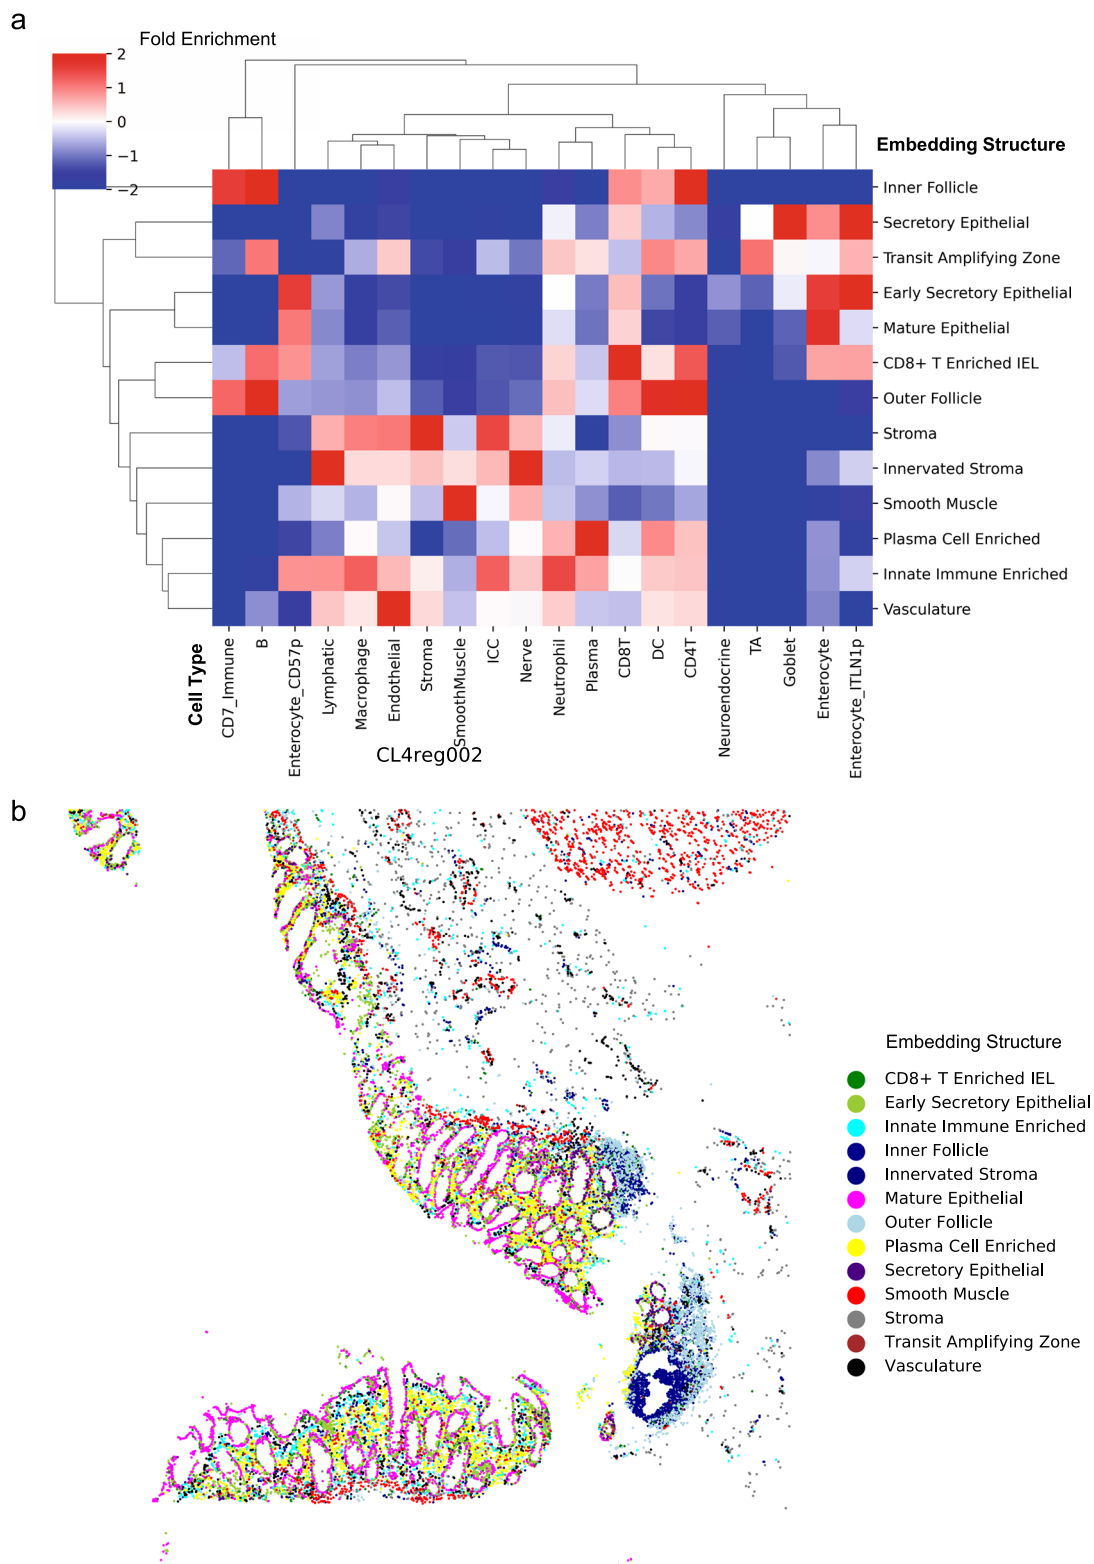 a
Fold Enrichment
2
1
0
−1
−2
Embedding Structure
Inner Follicle
Secretory Epithelial
Transit Amplifying Zone
Early Secretory Epithelial
Mature Epithelial
CD8+ T Enriched IEL
Outer Follicle
Stroma
Innervated Stroma
Smooth Muscle
Plasma Cell Enriched
Innate Immune Enriched
Vasculature
Cell Type
CD7_Immune
B
Enterocyte_CD57p
Lymphatic
Macrophage
Endothelial
Stroma
SmoothMuscle
ICC
Nerve
Neutrophil
Plasma
CD8T
DC
CD4T
Neuroendocrine
TA
Goblet
Enterocyte
Enterocyte_ITLN1p
CL4reg002
b
Embedding Structure
CD8+ T Enriched IEL
Early Secretory Epithelial
Innate Immune Enriched
Inner Follicle
Innervated Stroma
Mature Epithelial
Outer Follicle
Plasma Cell Enriched
Secretory Epithelial
Smooth Muscle
Stroma
Transit Amplifying Zone
Vasculature